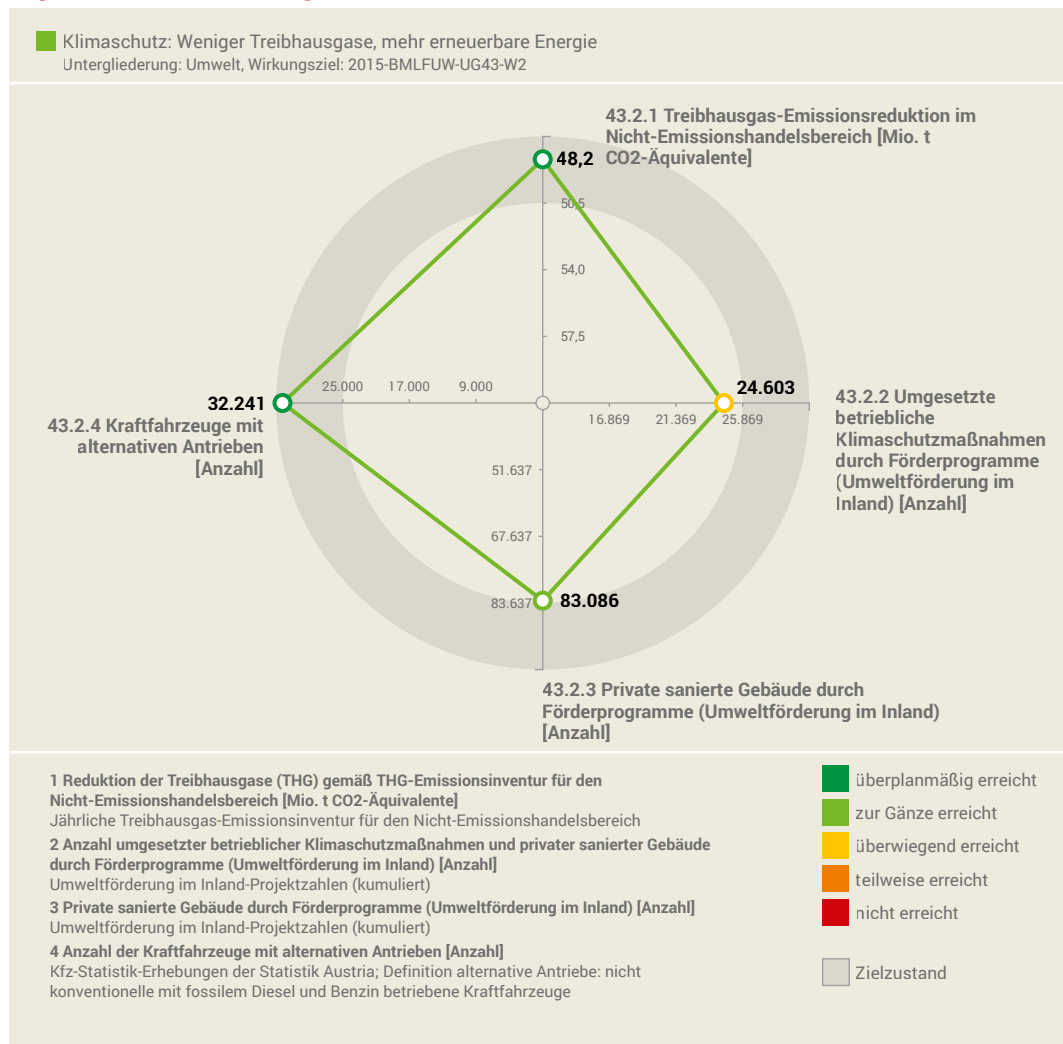 Klimaschutz: Weniger Treibhausgase, mehr erneuerbare Energie
Untergliederung: Umwelt, Wirkungsziel: 2015-BMLFUW-UG43-W2
43.2.1 Treibhausgas-Emissionsreduktion im
Nicht-Emissionshandelsbereich [Mio. t
CO2-Äquivalente]
48,2
50,5
54,0
57,5
25.000
17.000
9.000
32.241
43.2.4 Kraftfahrzeuge mit
alternativen Antrieben
[Anzahl]
24.603
16.869
21.369
25.869
43.2.2 Umgesetzte
betriebliche
Klimaschutzmaßnahmen
durch Förderprogramme
(Umweltförderung im
Inland) [Anzahl]
51.637
67.637
83.637
83.086
43.2.3 Private sanierte Gebäude durch
Förderprogramme (Umweltförderung im Inland)
[Anzahl]
1 Reduktion der Treibhausgase (THG) gemäß THG-Emissionsinventur für den
Nicht-Emissionshandelsbereich [Mio. t CO2-Äquivalente]
Jährliche Treibhausgas-Emissionsinventur für den Nicht-Emissionshandelsbereich
2 Anzahl umgesetzter betrieblicher Klimaschutzmaßnahmen und privater sanierter Gebäude
durch Förderprogramme (Umweltförderung im Inland) [Anzahl]
Umweltförderung im Inland-Projektzahlen (kumuliert)
3 Private sanierte Gebäude durch Förderprogramme (Umweltförderung im Inland) [Anzahl]
Umweltförderung im Inland-Projektzahlen (kumuliert)
4 Anzahl der Kraftfahrzeuge mit alternativen Antrieben [Anzahl]
Kfz-Statistik-Erhebungen der Statistik Austria; Definition alternative Antriebe: nicht
konventionelle mit fossilem Diesel und Benzin betriebene Kraftfahrzeuge
überplanmäßig erreicht
zur Gänze erreicht
überwiegend erreicht
teilweise erreicht
nicht erreicht
Zielzustand